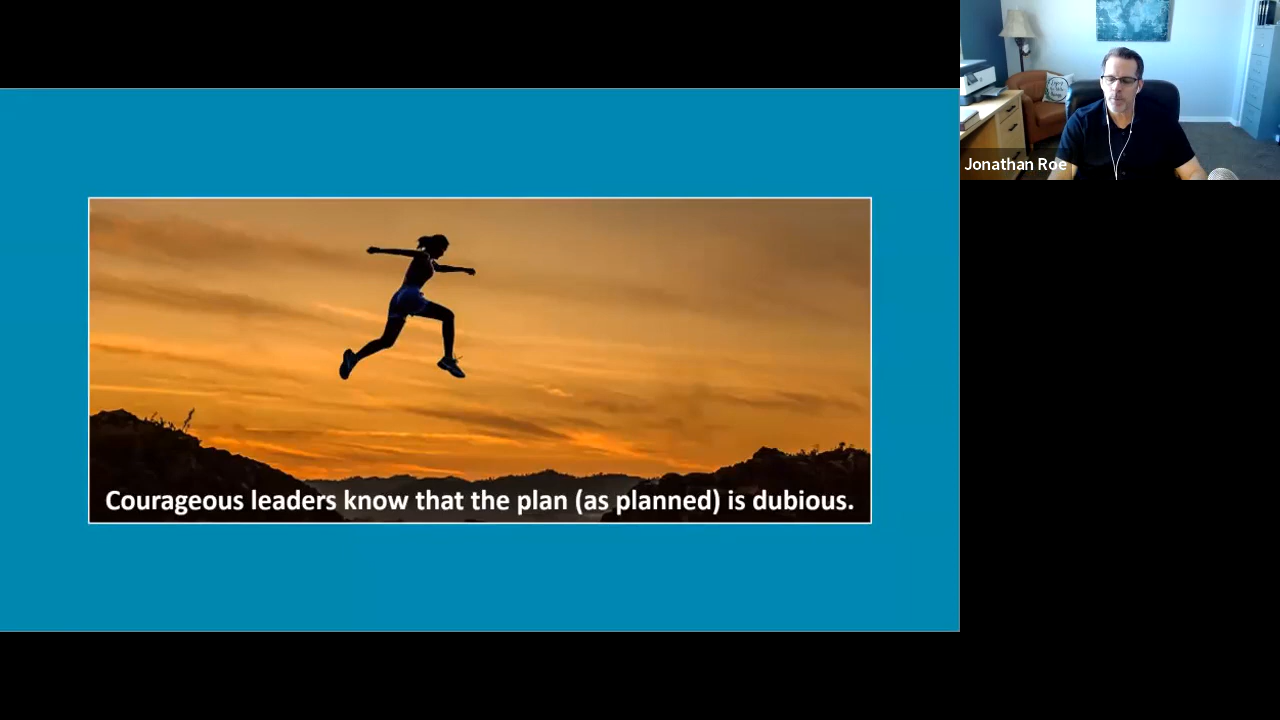 Courageous leaders know that the plan (as planned) is dubious.
Jonathan Roe